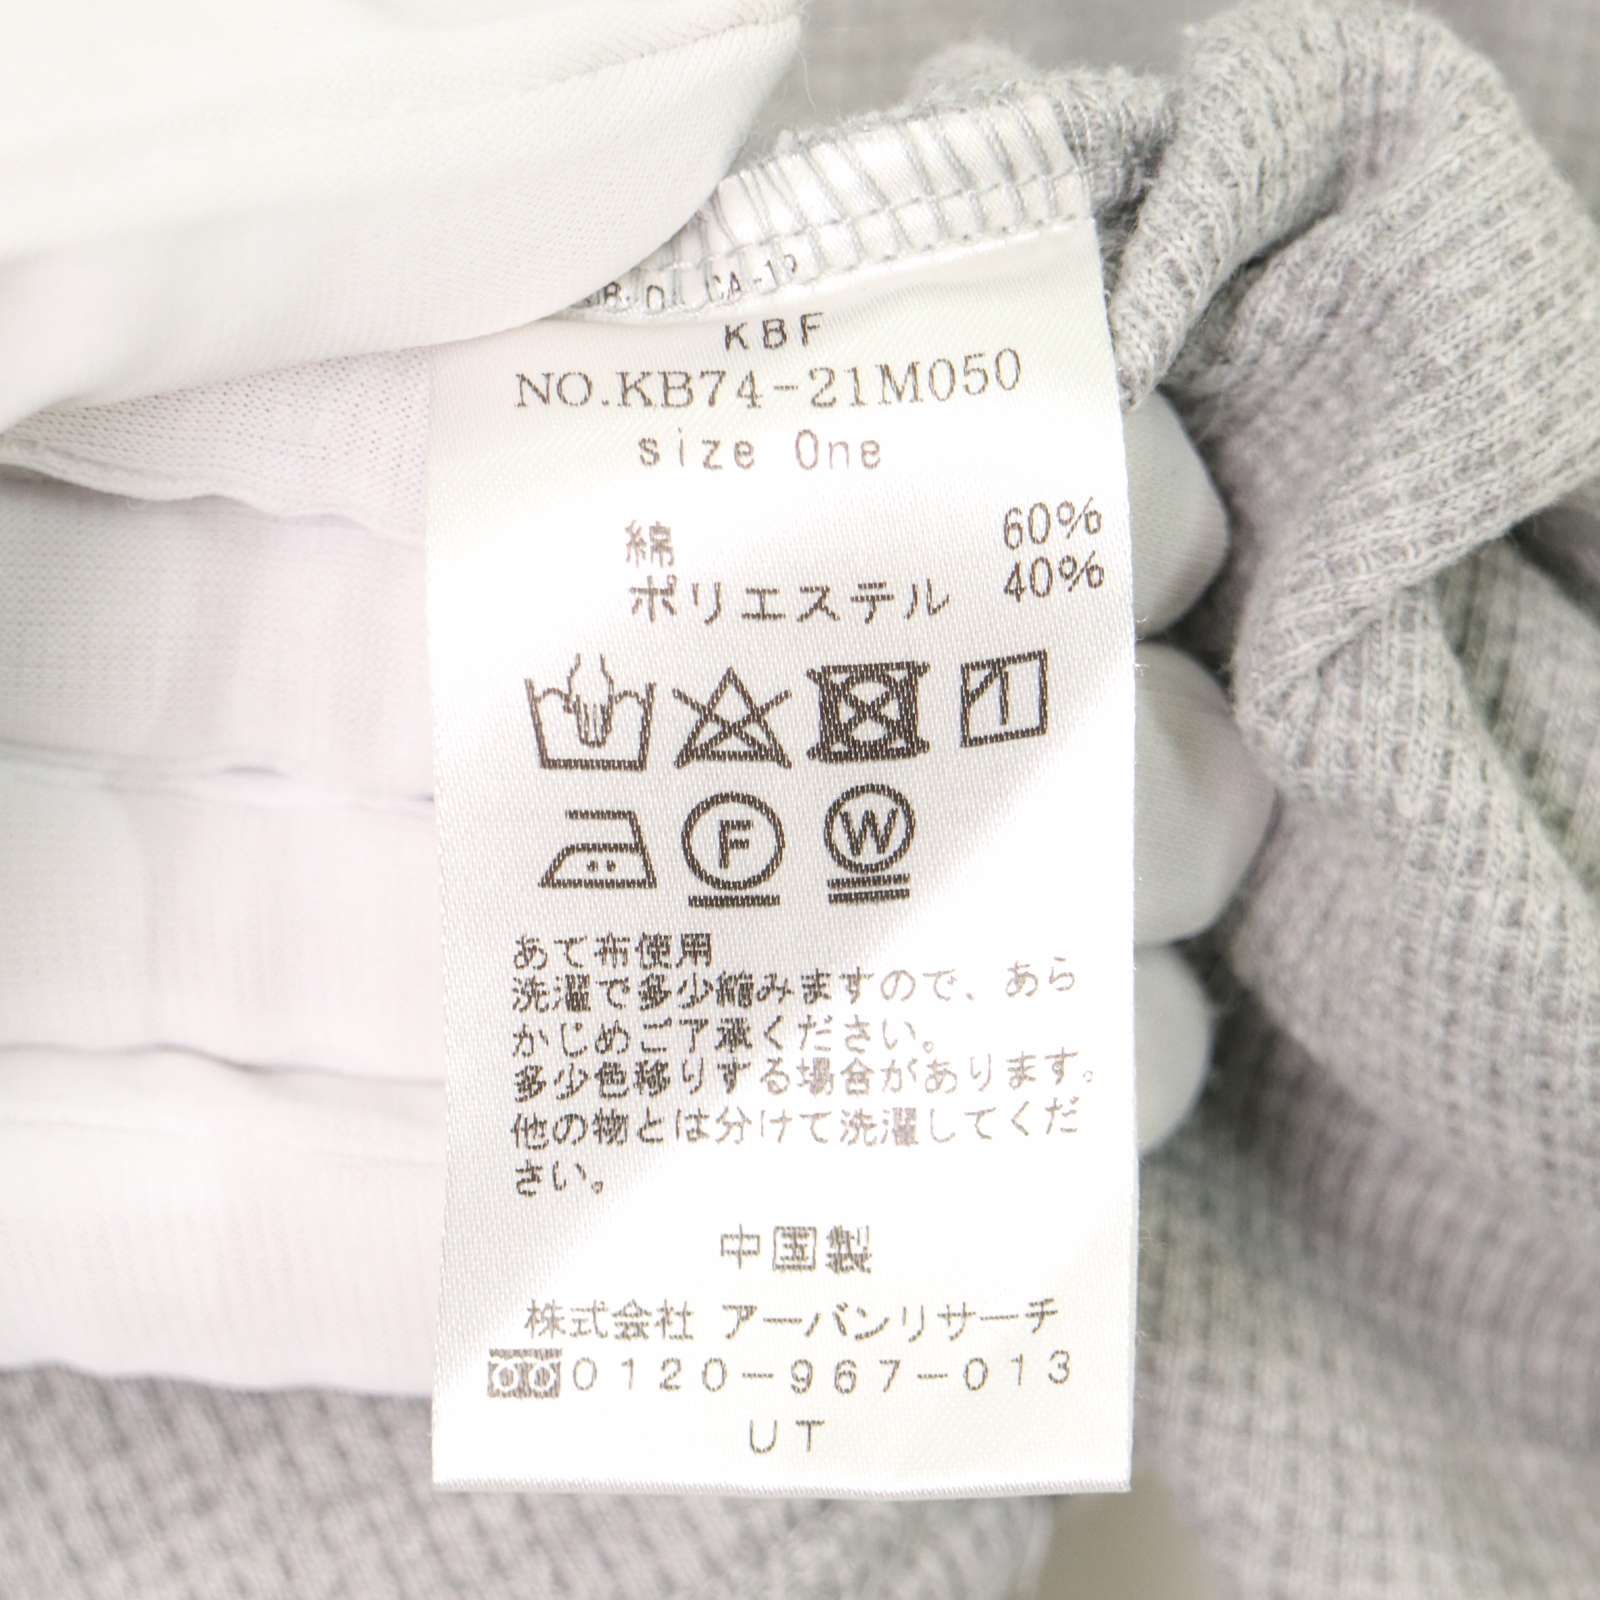 KBF
NO.KB74-21M050
size One
綿 60%
ポリエステル 40%
F W
あて布使用
洗濯で多少縮みますので、あら
かじめご了承ください。
多少色移りする場合があります。
他の物とは分けて洗濯してくだ
さい。
中国製
株式会社 アーバンリサーチ
0120-967-013
UT